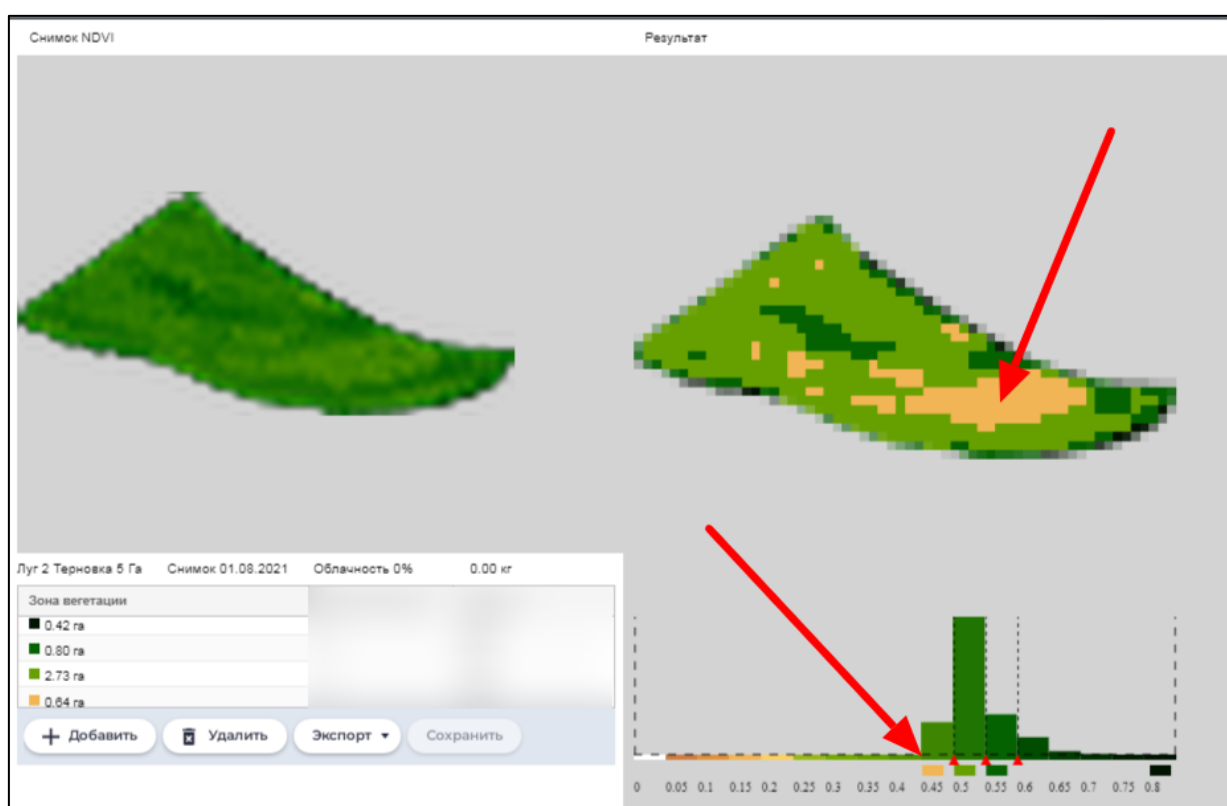 Снимок NDVI
Результат
Луг 2 Терновка 5 Га Снимок 01.08.2021 Облачность 0% 0.00 кг
Зона вегетации
0.42 га
0.80 га
2.73 га
0.64 га
Добавить Удалить Экспорт Сохранить
0 0.05 0.1 0.15 0.2 0.25 0.3 0.35 0.4 0.45 0.5 0.55 0.6 0.65 0.7 0.75 0.8